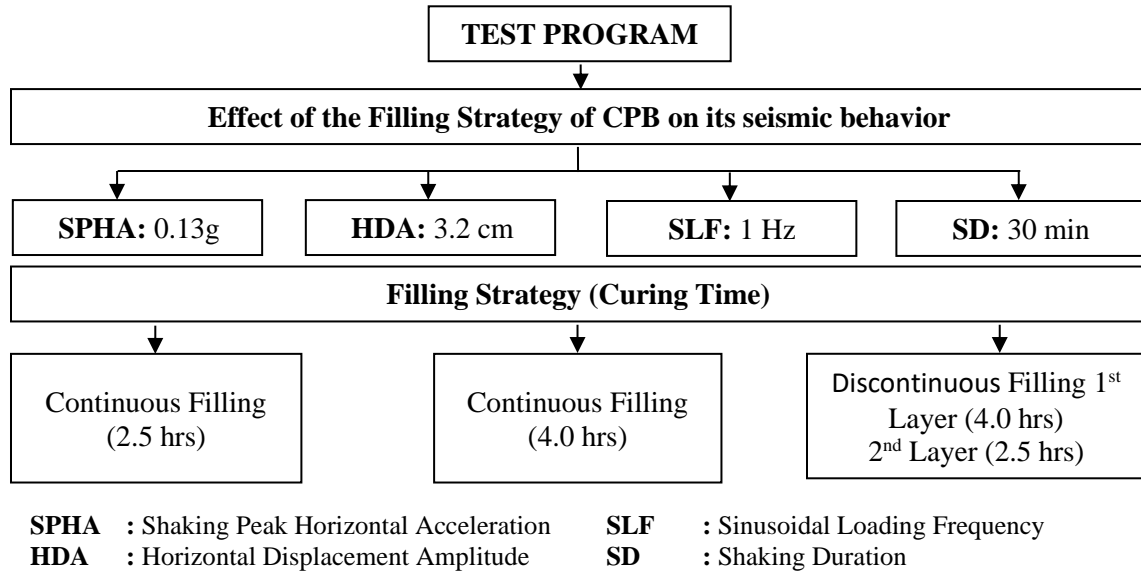 TEST PROGRAM
Effect of the Filling Strategy of CPB on its seismic behavior
SPHA: 0.13g
HDA: 3.2 cm
SLF: 1 Hz
SD: 30 min
Filling Strategy (Curing Time)
Continuous Filling
(2.5 hrs)
Continuous Filling
(4.0 hrs)
Discontinuous Filling 1st
Layer (4.0 hrs)
2nd Layer (2.5 hrs)
SPHA : Shaking Peak Horizontal Acceleration
SLF : Sinusoidal Loading Frequency
HDA : Horizontal Displacement Amplitude
SD : Shaking Duration